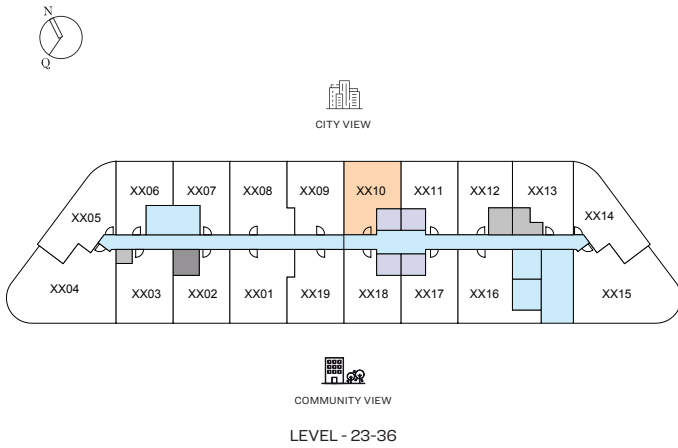 N
Q
CITY VIEW
XX06 XX07 XX08 XX09 XX10 XX11 XX12 XX13
XX05 XX14
XX04 XX03 XX02 XX01 XX19 XX18 XX17 XX16 XX15
COMMUNITY VIEW
LEVEL - 23-36